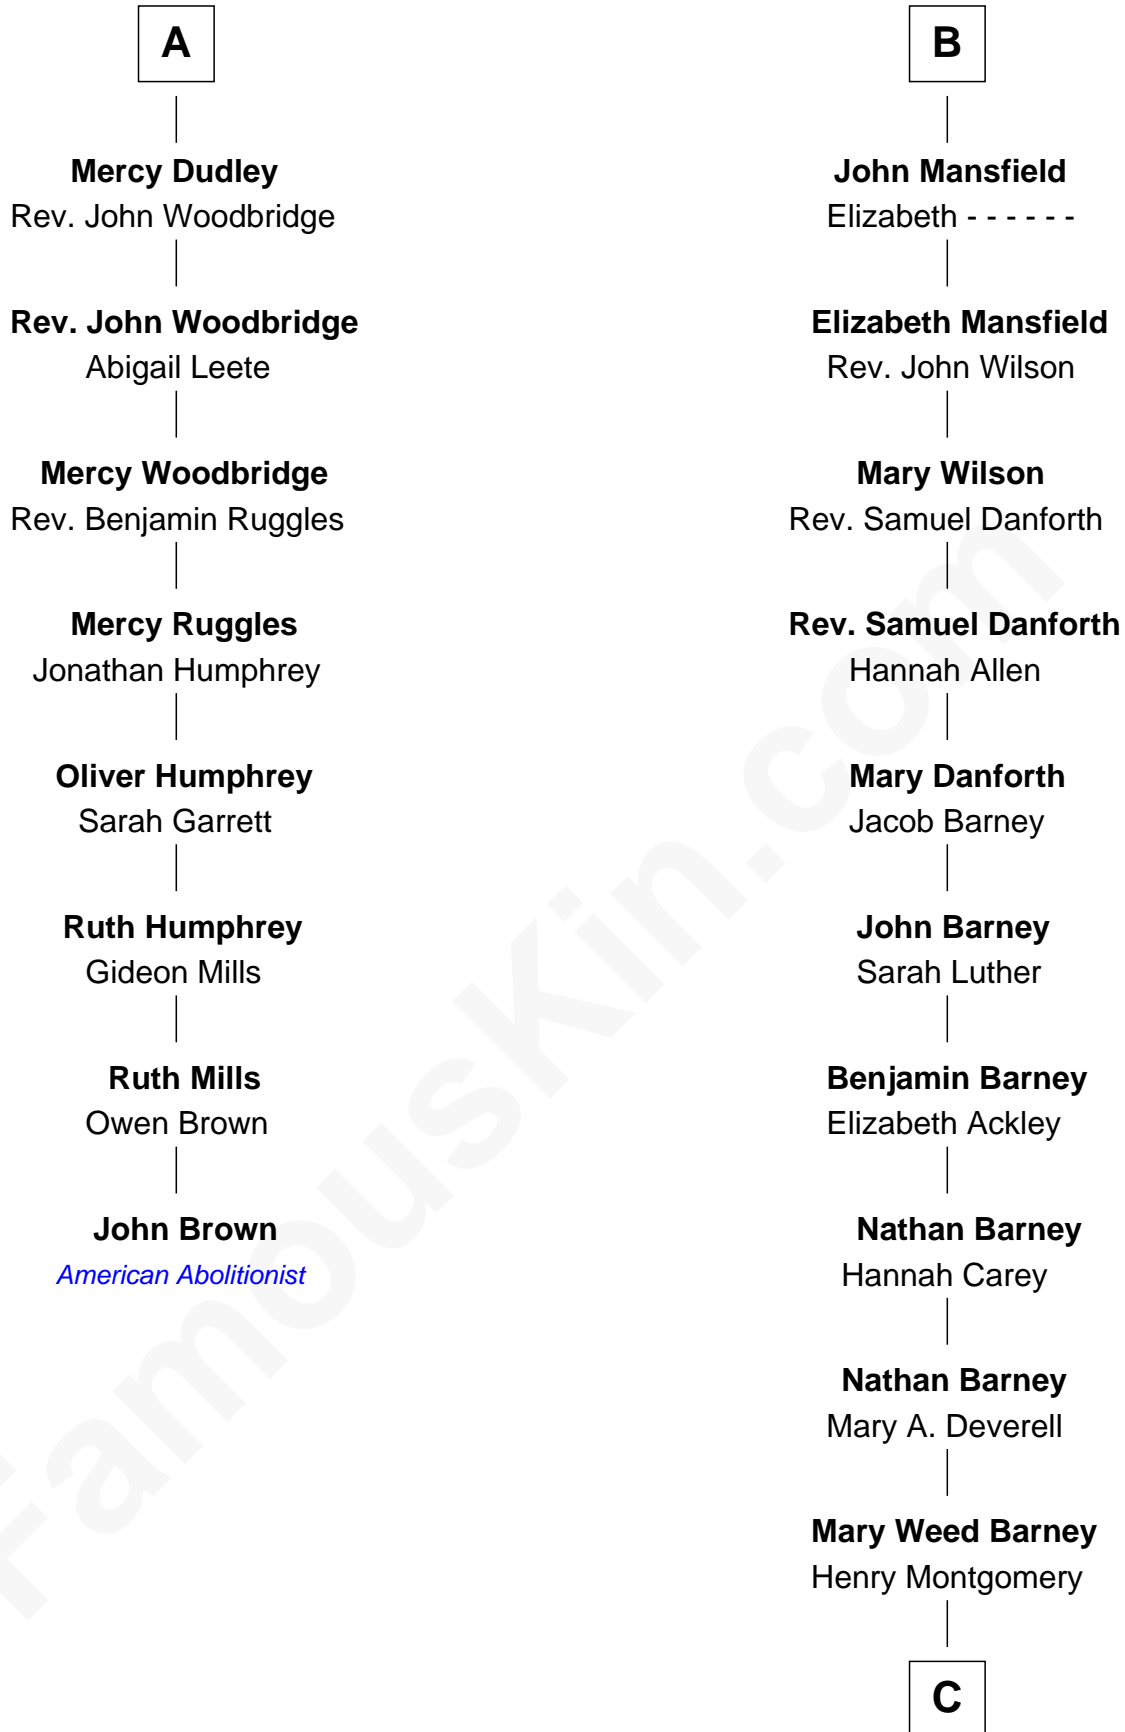 A
Mercy Dudley
Rev. John Woodbridge
Rev. John Woodbridge
Abigail Leete
Mercy Woodbridge
Rev. Benjamin Ruggles
Mercy Ruggles
Jonathan Humphrey
Oliver Humphrey
Sarah Garrett
Ruth Humphrey
Gideon Mills
Ruth Mills
Owen Brown
John Brown
American Abolitionist
B
John Mansfield
Elizabeth - - - - - -
Elizabeth Mansfield
Rev. John Wilson
Mary Wilson
Rev. Samuel Danforth
Rev. Samuel Danforth
Hannah Allen
Mary Danforth
Jacob Barney
John Barney
Sarah Luther
Benjamin Barney
Elizabeth Ackley
Nathan Barney
Hannah Carey
Nathan Barney
Mary A. Deverell
Mary Weed Barney
Henry Montgomery
C
FamousKin.com